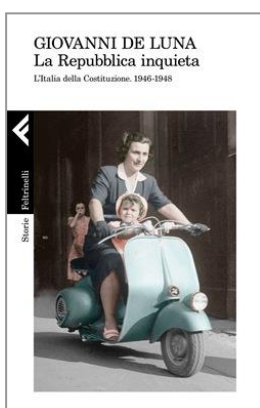 GIOVANNI DE LUNA
La Repubblica inquieta
L'Italia della Costituzione. 1946-1948
Storie Feltrinelli